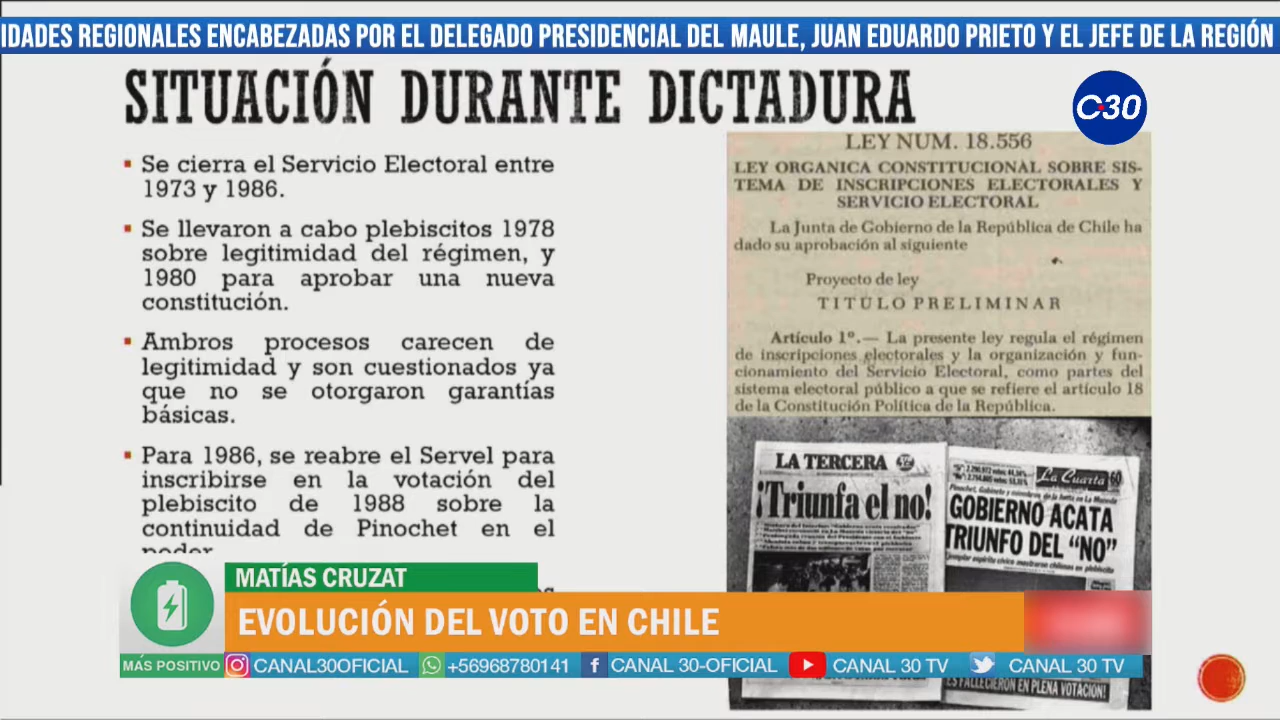 IDADES REGIONALES ENCABEZADAS POR EL DELEGADO PRESIDENCIAL DEL MAULE, JUAN EDUARDO PRIETO Y EL JEFE DE LA REGIÓN
SITUACIÓN DURANTE DICTADURA
C30
Se cierra el Servicio Electoral entre
1973 y 1986.
Se llevaron a cabo plebiscitos 1978
sobre legitimidad del régimen, y
1980 para aprobar una nueva
constitución.
Ambros procesos carecen de
legitimidad y son cuestionados ya
que no se otorgaron garantías
básicas.
Para 1986, se reabre el Servel para
inscribirse en la votación del
plebiscito de 1988 sobre la
continuidad de Pinochet en el
poder
LEY NUM. 18.556
LEY ORGANICA CONSTITUCIONAL SOBRE SIS-
TEMA DE INSCRIPCIONES ELECTORALES Y
SERVICIO ELECTORAL
La Junta de Gobierno de la República de Chile ha
dado su aprobación al siguiente
Proyecto de ley
TITULO PRELIMINAR
Artículo 1º.— La presente ley regula el régimen
de inscripciones electorales y la organización y fun-
cionamiento del Servicio Electoral, como partes del
sistema electoral público a que se refiere el artículo 18
de la Constitución Política de la República.
LA TERCERA
¡Triunfa el no!
La Cuarta
60
GOBIERNO ACATA
TRIUNFO DEL "NO"
ES FALLECIERON EN PLENA VOTACION!
MATÍAS CRUZAT
EVOLUCIÓN DEL VOTO EN CHILE
MÁS POSITIVO
CANAL30OFICIAL
+56968780141
CANAL 30-OFICIAL
CANAL 30 TV
CANAL 30 TV